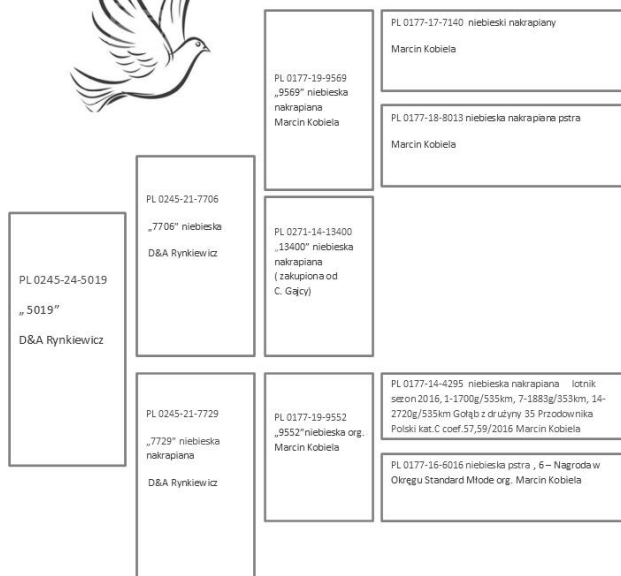 PL 0245-24-5019
„5019”
D&A Rynkiewicz
PL 0245-21-7706
„7706” niebieska
D&A Rynkiewicz
PL 0245-21-7729
„7729” niebieska
nakrapiana
D&A Rynkiewicz
PL 0177-19-9569
„9569” niebieska
nakrapiana
Marcin Kobiela
PL 0271-14-13400
„13400” niebieska
nakrapiana
( zakupiona od
C. Gajcy)
PL 0177-19-9552
„9552”niebieska org.
Marcin Kobiela
PL 0177-17-7140 niebieski nakrapiany
Marcin Kobiela
PL 0177-18-8013 niebieska nakrapiana pstra
Marcin Kobiela
PL 0177-14-4295 niebieska nakrapiana lotnik
sezon 2016, 1-1700g/535km, 7-1883g/353km, 14-
2720g/535km Gołąb z drużyny 35 Przodownika
Polski kat.C coef.57,59/2016 Marcin Kobiela
PL 0177-16-6016 niebieska pstra , 6 – Nagroda w
Okręgu Standard Młode org. Marcin Kobiela